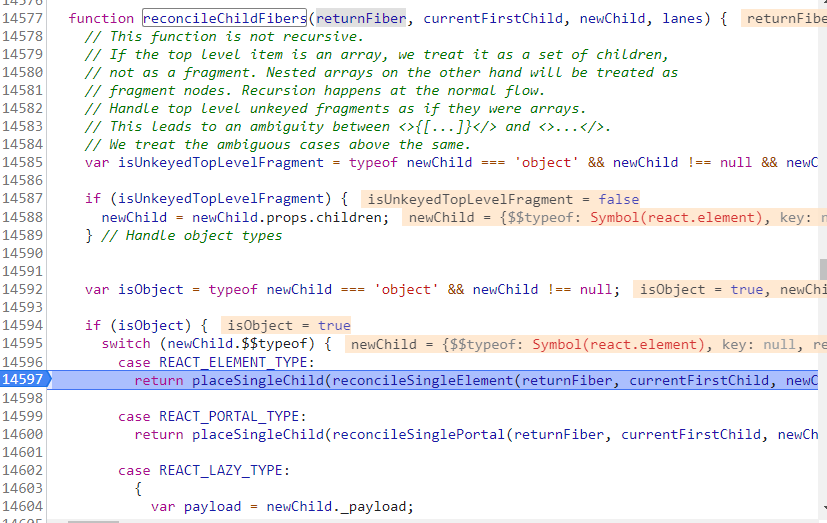 14576
14577 function reconcileChildFibers(returnFiber, currentFirstChild, newChild, lanes) { returnFibe
14578 // This function is not recursive.
14579 // If the top level item is an array, we treat it as a set of children,
14580 // not as a fragment. Nested arrays on the other hand will be treated as
14581 // fragment nodes. Recursion happens at the normal flow.
14582 // Handle top level unkeyed fragments as if they were arrays.
14583 // This leads to an ambiguity between <>{[...]}</> and <>...</>.
14584 // We treat the ambiguous cases above the same.
14585 var isUnkeyedTopLevelFragment = typeof newChild === 'object' && newChild !== null && newC
14586
14587 if (isUnkeyedTopLevelFragment) { isUnkeyedTopLevelFragment = false
14588 newChild = newChild.props.children; newChild = {$$typeof: Symbol(react.element), key: n
14589 } // Handle object types
14590
14591
14592 var isObject = typeof newChild === 'object' && newChild !== null; isObject = true, newChi
14593
14594 if (isObject) { isObject = true
14595 switch (newChild.$$typeof) { newChild = {$$typeof: Symbol(react.element), key: null, re
14596 case REACT_ELEMENT_TYPE:
14597 return placeSingleChild(reconcileSingleElement(returnFiber, currentFirstChild, newC
14598
14599 case REACT_PORTAL_TYPE:
14600 return placeSingleChild(reconcileSinglePortal(returnFiber, currentFirstChild, newCh
14601
14602 case REACT_LAZY_TYPE:
14603 {
14604 var payload = newChild._payload;